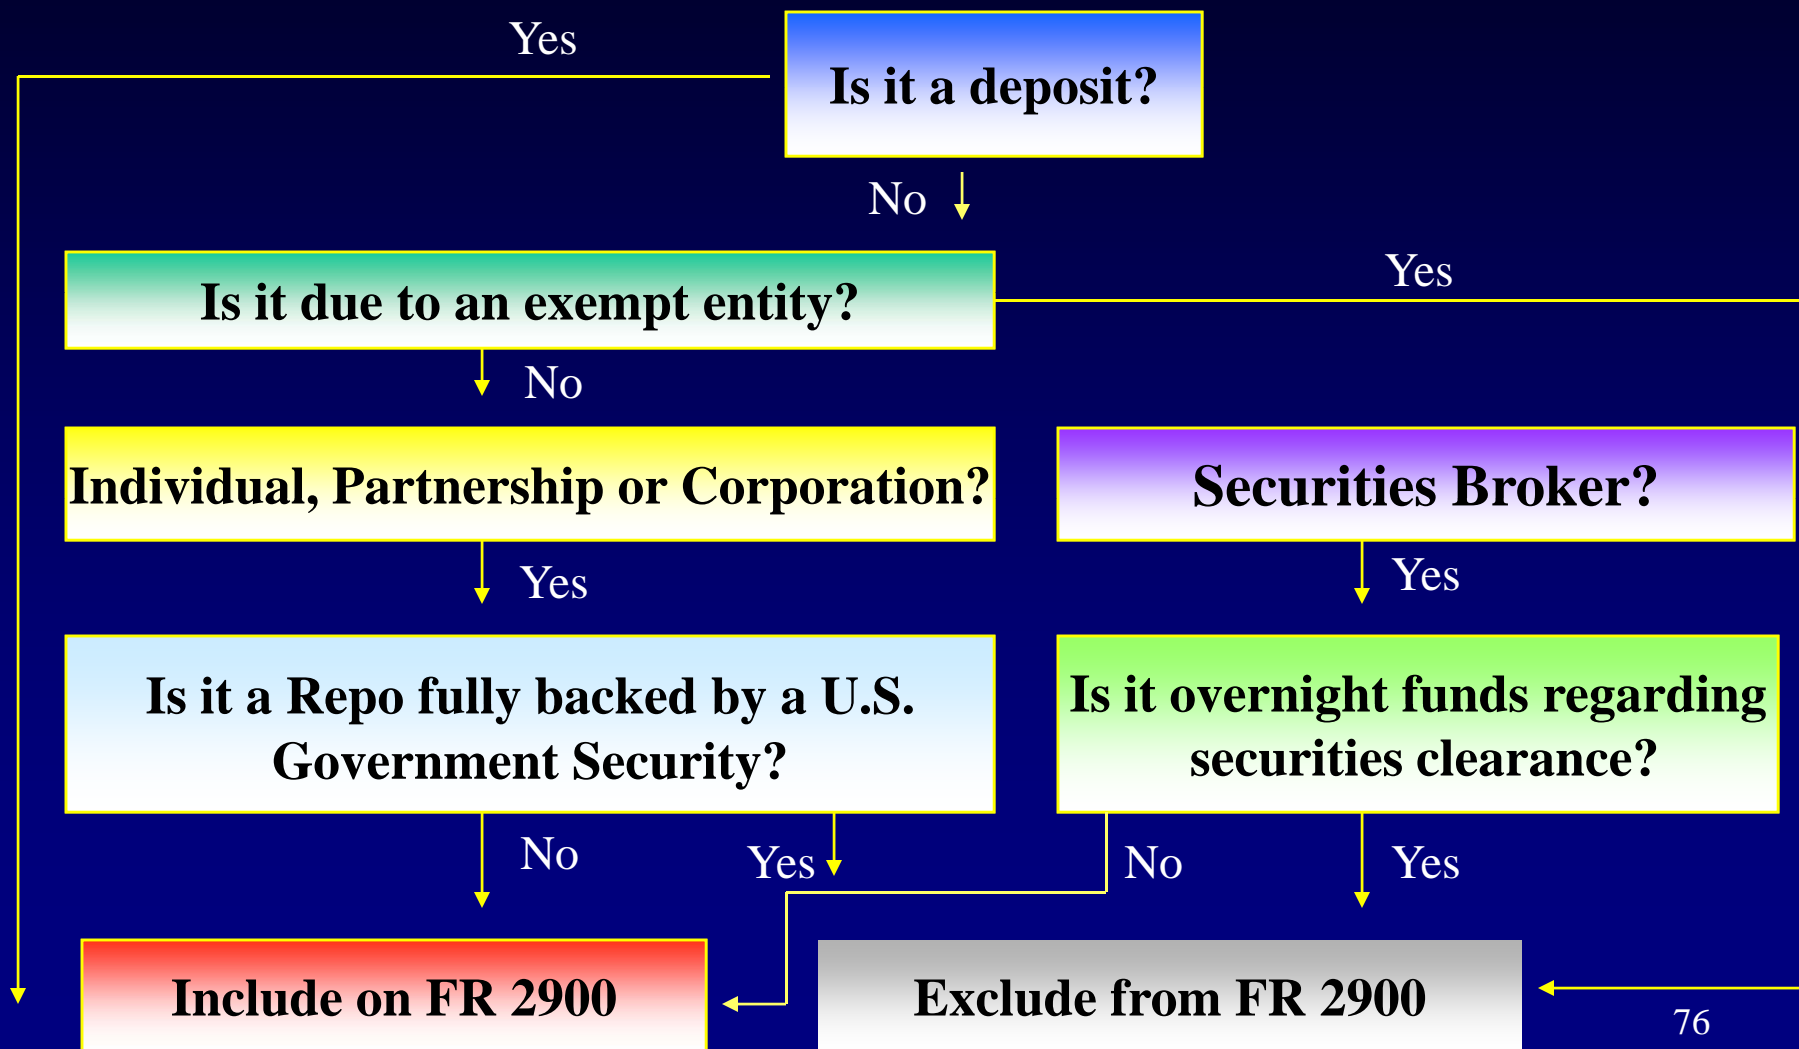 Yes
Is it a deposit?
No
Is it due to an exempt entity?
Yes
No
Individual, Partnership or Corporation?
Securities Broker?
Yes
Yes
Is it a Repo fully backed by a U.S.
Government Security?
Is it overnight funds regarding
securities clearance?
No
Yes
No
Yes
Include on FR 2900
Exclude from FR 2900
76